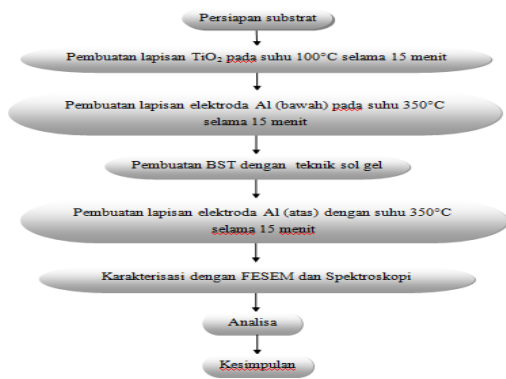 Persiapan substrat
Pembuatan lapisan TiO₂ pada suhu 100°C selama 15 menit
Pembuatan lapisan elektroda Al (bawah) pada suhu 350°C
selama 15 menit
Pembuatan BST dengan teknik sol gel
Pembuatan lapisan elektroda Al (atas) dengan suhu 350°C
selama 15 menit
Karakterisasi dengan FESEM dan Spektroskopi
Analisa
Kesimpulan